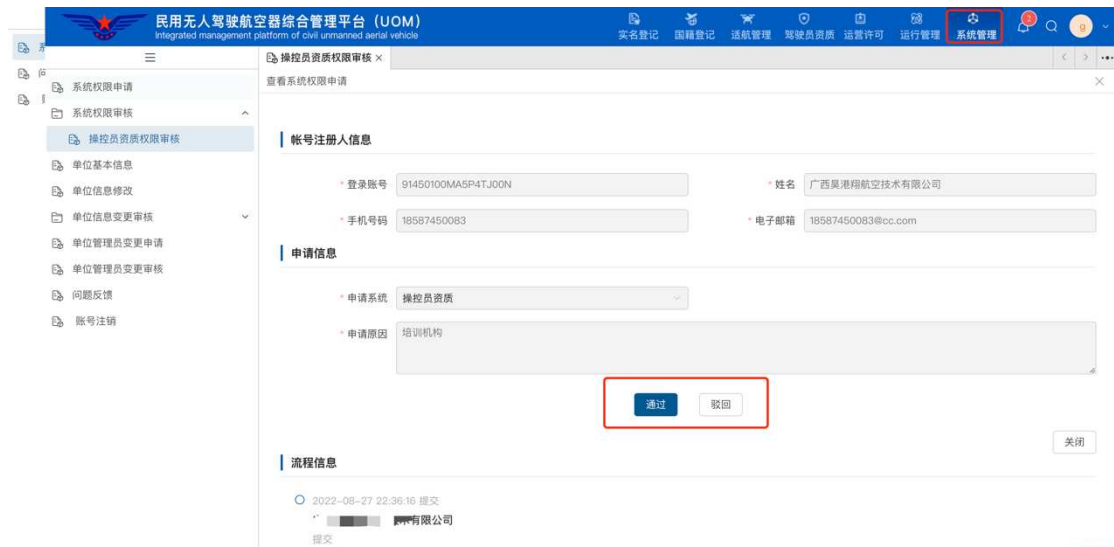 民用无人驾驶航空器综合管理平台（UOM）
Integrated management platform of civil unmanned aerial vehicle
实名登记 国籍登记 适航管理 驾驶员资质 运营许可 运行管理 系统管理 2 g
操控员资质权限审核 ×
查看系统权限申请
系统权限申请
系统权限审核
操控员资质权限审核
单位基本信息
单位信息修改
单位信息变更审核
单位管理员变更申请
单位管理员变更审核
问题反馈
账号注销
帐号注册人信息
* 登录账号 91450100MA5P4TJ00N * 姓名 广西昊港翔航空技术有限公司
* 手机号码 18587450083 * 电子邮箱 18587450083@cc.com
申请信息
* 申请系统 操控员资质
* 申请原因 培训机构
通过 驳回
关闭
流程信息
2022-08-27 22:36:16 提交
有限公司
提交